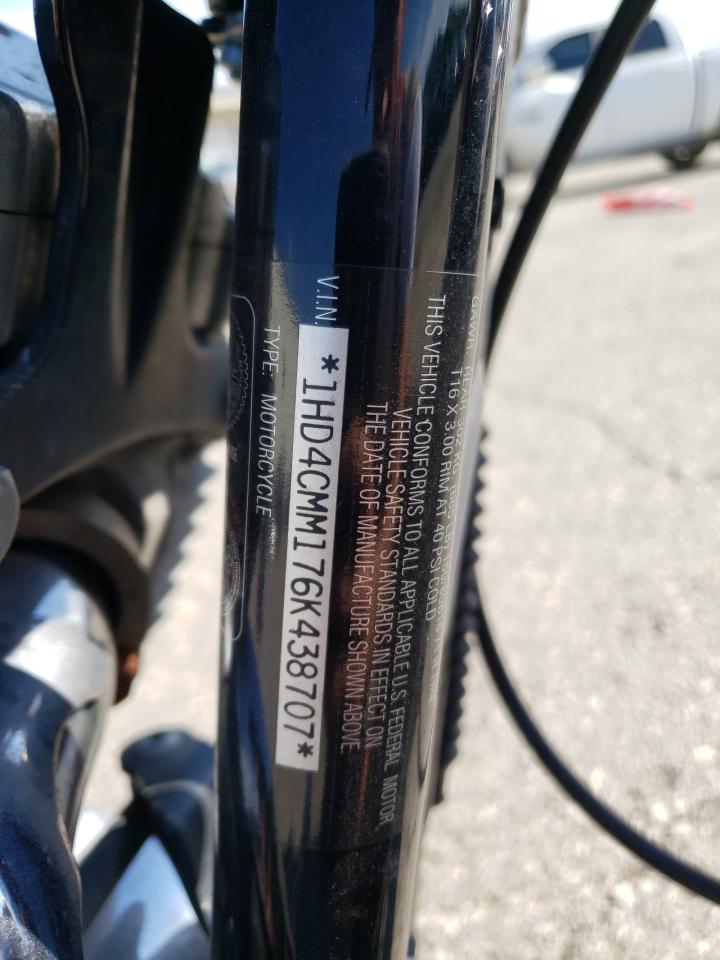 T16 X 3.00 RIM AT 40 PSI COLD
THIS VEHICLE CONFORMS TO ALL APPLICABLE U.S. FEDERAL MOTOR
VEHICLE SAFETY STANDARDS IN EFFECT ON
THE DATE OF MANUFACTURE SHOWN ABOVE
V.I.N. *1HD4CMM176K438707*
TYPE: MOTORCYCLE